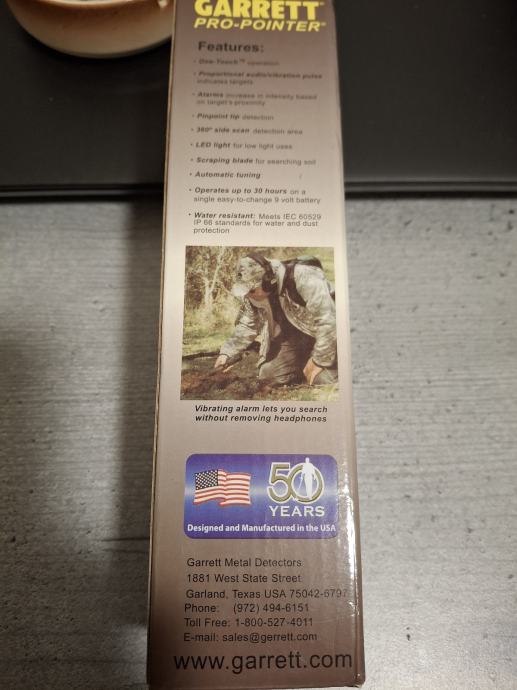 GARRETT®
PRO-POINTER®
Features:
· One-Touch™ operation
· Proportional audio/vibration pulse
indicates targets
· Alarms increase in intensity based
on target's proximity
· Pinpoint tip detection
· 360° side scan detection area
· LED light for low light uses
· Scraping blade for searching soil
· Automatic tuning
· Operates up to 30 hours on a
single easy-to-change 9 volt battery
· Water resistant: Meets IEC 60529
IP 66 standards for water and dust
protection
Vibrating alarm lets you search
without removing headphones
50
YEARS
Designed and Manufactured in the USA
Garrett Metal Detectors
1881 West State Street
Garland, Texas USA 75042-6797
Phone: (972) 494-6151
Toll Free: 1-800-527-4011
E-mail: sales@gerrett.com
www.garrett.com